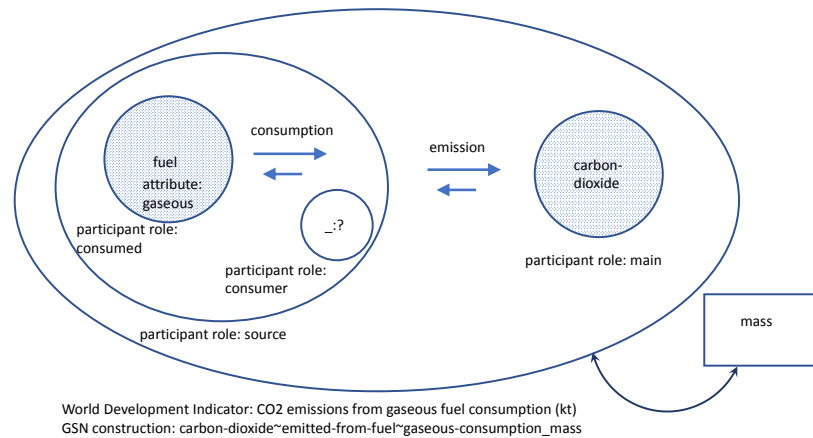 consumption
fuel
attribute:
gaseous
emission
carbon-
dioxide
_:?
participant role:
consumed
participant role:
consumer
participant role: main
participant role: source
mass
World Development Indicator: CO2 emissions from gaseous fuel consumption (kt)
GSN construction: carbon-dioxide~emitted-from-fuel~gaseous-consumption_mass